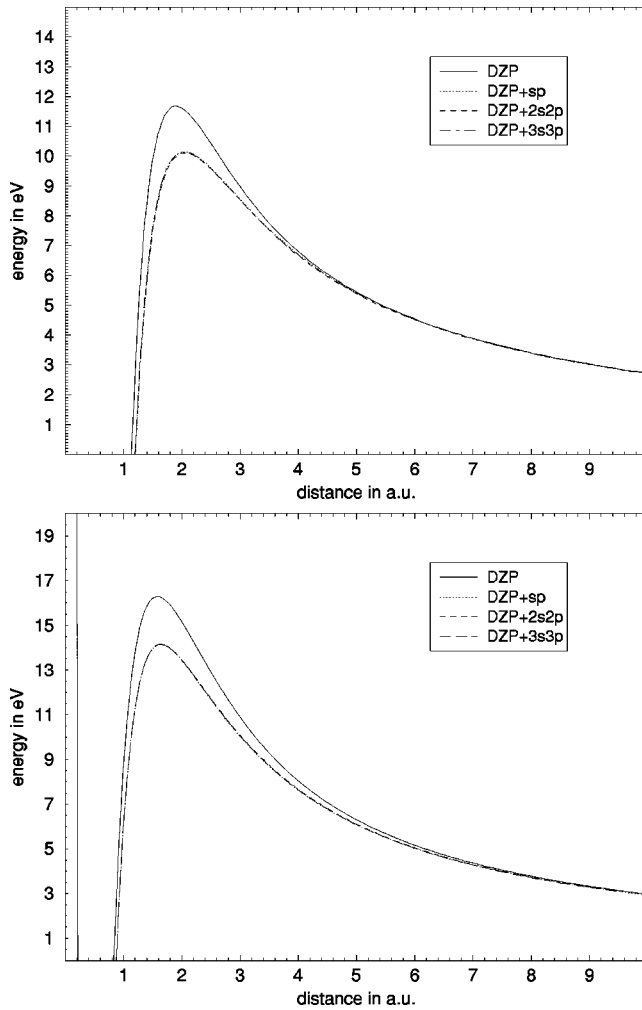 14
13
12
11
10
9
8
7
6
5
4
3
2
1
energy in eV
DZP
DZP+sp
DZP+2s2p
DZP+3s3p
1 2 3 4 5 6 7 8 9
distance in a.u.
19
17
15
13
11
9
7
5
3
1
energy in eV
DZP
DZP+sp
DZP+2s2p
DZP+3s3p
1 2 3 4 5 6 7 8 9
distance in a.u.